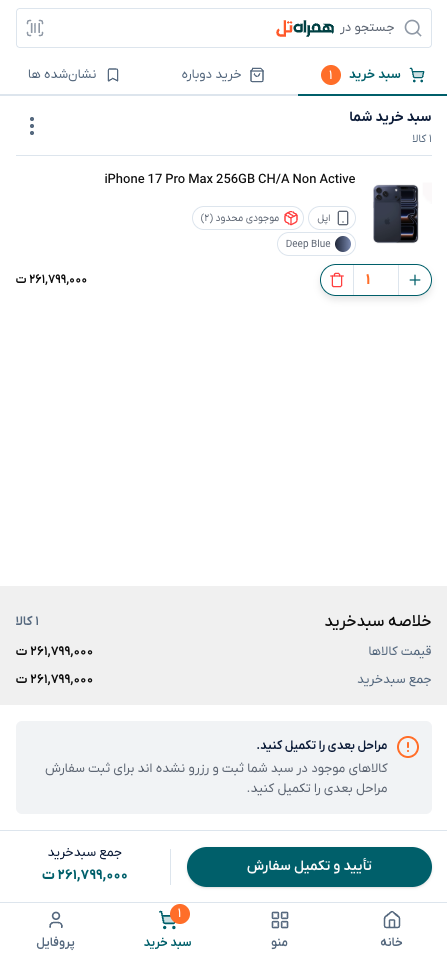 جستجو در همراه‌تل
سبد خرید ۱
خرید دوباره
نشان‌شده ها
سبد خرید شما
۱ کالا
iPhone 17 Pro Max 256GB CH/A Non Active
اپل
موجودی محدود (۲)
Deep Blue
۱
۲۶۱,۷۹۹,۰۰۰ ت
خلاصه سبدخرید
۱ کالا
قیمت کالاها
۲۶۱,۷۹۹,۰۰۰ ت
جمع سبدخرید
۲۶۱,۷۹۹,۰۰۰ ت
مراحل بعدی را تکمیل کنید.
کالاهای موجود در سبد شما ثبت و رزرو نشده اند برای ثبت سفارش
مراحل بعدی را تکمیل کنید.
تأیید و تکمیل سفارش
جمع سبدخرید
۲۶۱,۷۹۹,۰۰۰ ت
خانه
منو
۱
سبد خرید
پروفایل